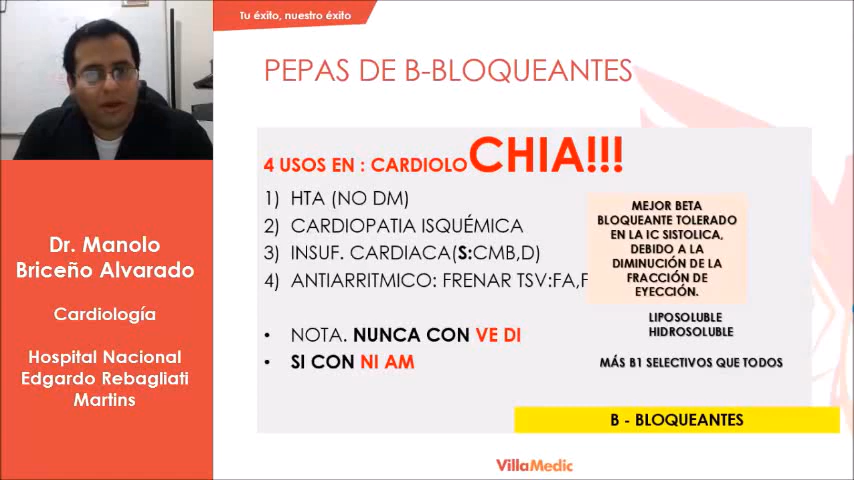 Tu éxito, nuestro éxito
PEPAS DE B-BLOQUEANTES
4 USOS EN : CARDIOLOCHIA!!!
1) HTA (NO DM)
2) CARDIOPATIA ISQUÉMICA
3) INSUF. CARDIACA(S:CMB,D)
4) ANTIARRITMICO: FRENAR TSV:FA,F
• NOTA. NUNCA CON VE DI
• SI CON NI AM
MEJOR BETA
BLOQUEANTE TOLERADO
EN LA IC SISTOLICA,
DEBIDO A LA
DIMINUCIÓN DE LA
FRACCIÓN DE
EYECCIÓN.
LIPOSOLUBLE
HIDROSOLUBLE
MÁS B1 SELECTIVOS QUE TODOS
B - BLOQUEANTES
Dr. Manolo
Briceño Alvarado
Cardiología
Hospital Nacional
Edgardo Rebagliati
Martins
VillaMedic